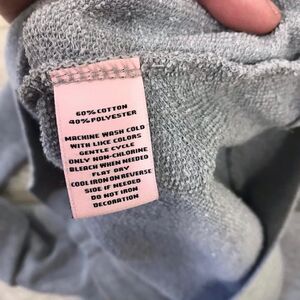 60% COTTON
40% POLYESTER
MACHINE WASH COLD
WITH LIKE COLORS
GENTLE CYCLE
ONLY NON-CHLORINE
BLEACH WHEN NEEDED
FLAT DRY
COOL IRON ON REVERSE
SIDE IF NEEDED
DO NOT IRON
DECORATION